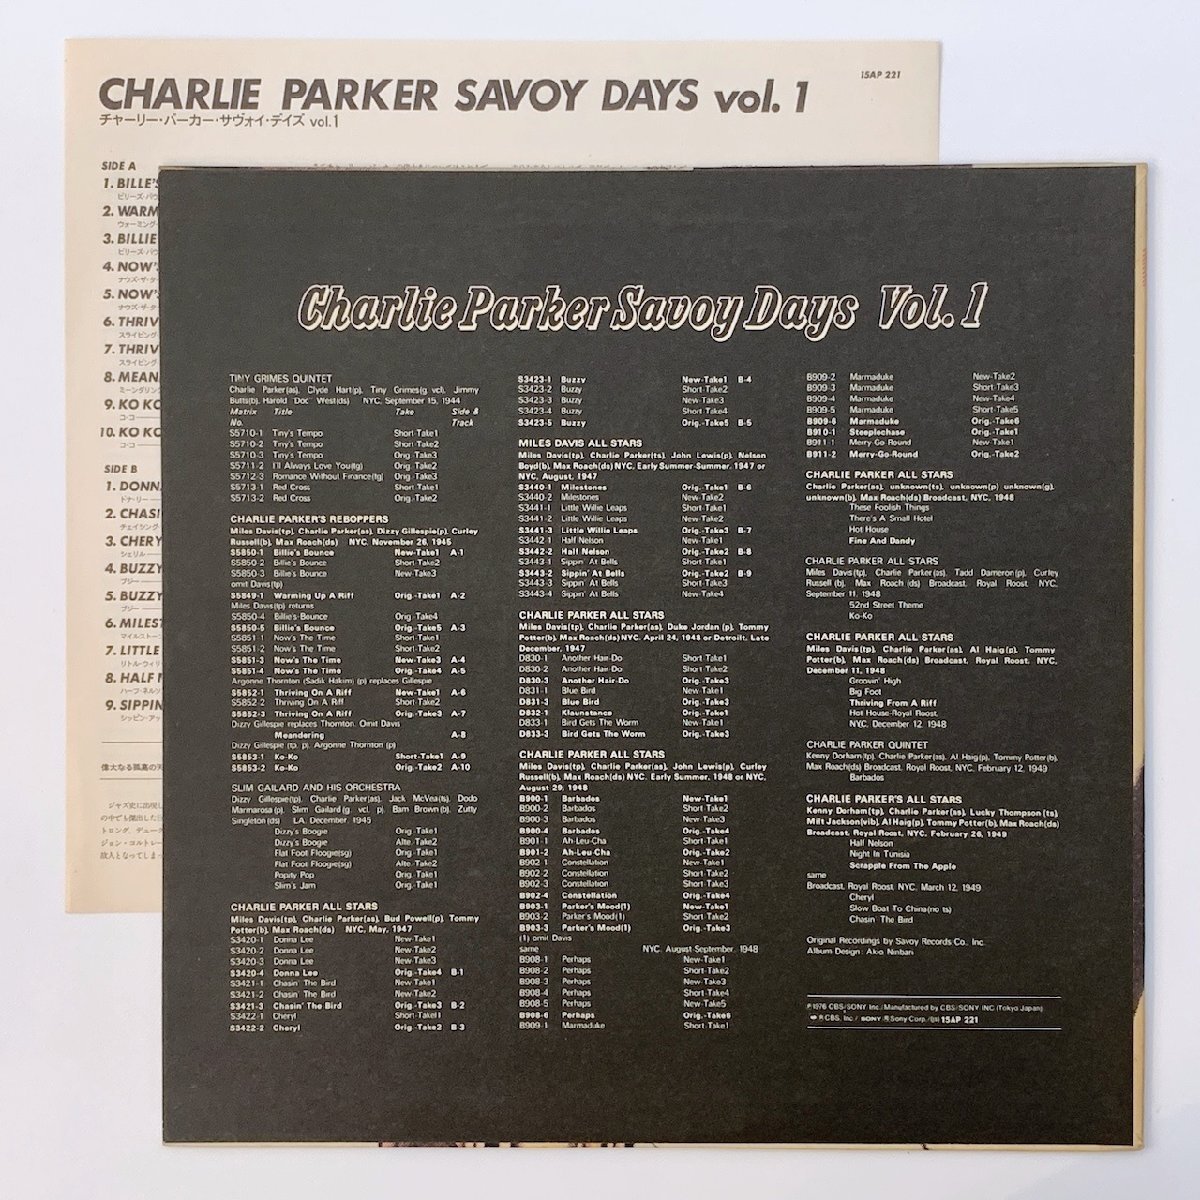 CHARLIE PARKER SAVOY DAYS vol. 1
15AP 221
チャーリー・パーカー・サヴォイ・デイズ vol.1
SIDE A
1. BILLE'S
2. WARM
3. BILLIE
4. NOW'
5. NOW'
6. THRIV
7. THRIV
8. MEAN
9. KO KO
10. KO KO
SIDE B
1. DONN
2. CHASI
3. CHERY
シェリル
4. BUZZY
ブジー
5. BUZZY
ブジー
6. MILEST
7. LITTLE
8. HALF N
9. SIPPIN
偉大なる孤高の天
Charlie Parker Savoy Days Vol. 1
TINY GRIMES QUINTET
Charlie Parker(as), Clyde Hart(p), Tiny Grimes(g, vcl), Jimmy
Butts(b), Harold "Doc" West(ds) NYC, September 15, 1944
Matrix Title Take Side &
No. Track
S5710-1 Tiny's Tempo Short-Take1
S5710-2 Tiny's Tempo Short-Take2
S5710-3 Tiny's Tempo Orig.-Take3
S5711-2 I'll Always Love You(tg) Orig.-Take2
S5712-3 Romance Without Finance(tg) Orig.-Take3
S5713-1 Red Cross Short-Take1
S5713-2 Red Cross Orig.-Take2
CHARLIE PARKER'S REBOPPERS
Miles Davis(tp), Charlie Parker(as), Dizzy Gillespie(p), Curley
Russell(b), Max Roach(ds) NYC. November 26, 1945
S5850-1 Billie's Bounce New-Take1 A-1
S5850-2 Billie's Bounce Short-Take2
S5850-3 Billie's Bounce New-Take3
omit Davis(tp)
S5849-1 Warming Up A Riff Orig.-Take1 A-2
Miles Davis(tp) returns
S5850-4 Billie's Bounce Orig-Take4
S5850-5 Billie's Bounce Orig.-Take5 A-3
S5851-1 Now's The Time Short-Take1
S5851-2 Now's The Time Short-Take2
S5851-3 Now's The Time New-Take3 A-4
S5851-4 Now's The Time Orig-Take4 A-5
Argonne Thornton (Sadik Hakim) (p) replaces Gillespie
S5852-1 Thriving On A Riff New-Take1 A-6
S5852-2 Thriving On A Riff Short-Take2
S5852-3 Thriving On A Riff Orig-Take3 A-7
Dizzy Gillespie replaces Thornton. Omit Davis
Meandering A-8
Dizzy Gillespie (tp, p), Argonne Thornton (p)
S5853-1 Ko-Ko Short-Take1 A-9
S5853-2 Ko-Ko Orig-Take2 A-10
SLIM GAILARD AND HIS ORCHESTRA
Dizzy Gillespie(tp), Charlie Parker(as), Jack McVea(ts), Dodo
Marmarosa(p), Slim Gailard (g, vcl, p), Bam Brown(b), Zutty
Singleton(ds) LA. December, 1945
Dizzy's Boogie Orig.-Take1
Dizzy's Boogie Alte.-Take2
Flat Foot Floogie(sg) Orig.-Take1
Flat Foot Floogie(sg) Alte.-Take2
Popity Pop Orig.-Take1
Slim's Jam Orig.-Take1
CHARLIE PARKER ALL STARS
Miles Davis(tp), Charlie Parker(as), Bud Powell(p), Tommy
Potter(b), Max Roach(ds) NYC, May, 1947
S3420-1 Donna Lee New-Take1
S3420-2 Donna Lee New-Take2
S3420-3 Donna Lee New-Take3
S3420-4 Donna Lee Orig-Take4 B-1
S3421-1 Chasin' The Bird New-Take1
S3421-2 Chasin' The Bird New-Take2
S3421-3 Chasin' The Bird Orig.-Take3 B-2
S3422-1 Cheryl Short-Take1
S3422-2 Cheryl Orig.-Take2 B-3
S3423-1 Buzzy New-Take1 B-4
S3423-2 Buzzy Short-Take2
S3423-3 Buzzy New-Take3
S3423-4 Buzzy Short-Take4
S3423-5 Buzzy Orig.-Take5 B-5
MILES DAVIS ALL STARS
Miles Davis(tp), Charlie Parker(ts), John Lewis(p), Nelson
Boyd(b), Max Roach(ds) NYC, Early Summer-Summer, 1947 or
NYC, August, 1947
S3440-1 Milestones Orig.-Take1 B-6
S3440-2 Milestones New-Take2
S3441-1 Little Willie Leaps Short-Take1
S3441-2 Little Willie Leaps New-Take2
S3441-3 Little Willie Leaps Orig.-Take3 B-7
S3442-1 Half Nelson New-Take1
S3442-2 Half Nelson Orig.-Take2 B-8
S3443-1 Sippin' At Bells Short-Take1
S3443-2 Sippin' At Bells Orig.-Take2 B-9
S3443-3 Sippin' At Bells Short-Take3
S3443-4 Sippin' At Bells New-Take4
CHARLIE PARKER ALL STARS
Miles Davis(tp), Charlie Parker(as), Duke Jordan (p), Tommy
Potter(b), Max Roach(ds) NYC. April 24, 1948 or Detroit, Late
December, 1947
D830-1 Another Hair-Do Short-Take1
D830-2 Another Hair-Do Short-Take2
D830-3 Another Hair-Do Orig.-Take3
D831-1 Blue Bird New-Take1
D831-3 Blue Bird Orig.-Take3
D832-1 Klaunstance Orig.-Take1
D833-1 Bird Gets The Worm New-Take1
D833-3 Bird Gets The Worm Orig.-Take3
CHARLIE PARKER ALL STARS
Miles Davis(tp), Charlie Parker(as), John Lewis(p), Curley
Russell(b), Max Roach(ds) NYC. Early Summer, 1948 or NYC,
August 29, 1948
B900-1 Barbados New-Take1
B900-2 Barbados Short-Take2
B900-3 Barbados New-Take3
B900-4 Barbados Orig.-Take4
B901-1 Ah-Leu-Cha Short-Take1
B901-2 Ah-Leu-Cha Orig.-Take2
B902-1 Constellation New-Take1
B902-2 Constellation Short-Take2
B902-3 Constellation Short-Take3
B902-4 Constellation Orig.-Take4
B903-1 Parker's Mood(1) New-Take1
B903-2 Parker's Mood(1) Short-Take2
B903-3 Parker's Mood(1) Orig.-Take3
(1) omit Davis
same NYC. August-September, 1948
B908-1 Perhaps New-Take1
B908-2 Perhaps Short-Take2
B908-3 Perhaps New-Take3
B908-4 Perhaps Short-Take4
B908-5 Perhaps New-Take5
B908-6 Perhaps Orig.-Take6
B909-1 Marmaduke Short-Take1
B909-2 Marmaduke New-Take2
B909-3 Marmaduke Short-Take3
B909-4 Marmaduke New-Take4
B909-5 Marmaduke Short-Take5
B909-6 Marmaduke Orig.-Take6
B910-1 Steeplechase Orig.-Take1
B911-1 Merry-Go-Round New-Take1
B911-2 Merry-Go-Round Orig.-Take2
CHARLIE PARKER ALL STARS
Charlie Parker(as), unknown(ts), unknown(p) unknown(g),
unknown(b), Max Roach(ds) Broadcast, NYC, 1948
These Foolish Things
There's A Small Hotel
Hot House
Fine And Dandy
CHARLIE PARKER ALL STARS
Miles Davis(tp), Charlie Parker(as), Tadd Dameron(p), Curley
Russell (b), Max Roach (ds) Broadcast, Royal Roost, NYC,
September 11, 1948
52nd Street Theme
Ko-Ko
CHARLIE PARKER ALL STARS
Miles Davis(tp), Charlie Parker(as), Al Haig(p), Tommy
Potter(b), Max Roach(ds) Broadcast, Royal Roost, NYC,
December 11, 1948
Groovin' High
Big Foot
Thriving From A Riff
Hot House-Royal Roost,
NYC, December 12, 1948
CHARLIE PARKER QUINTET
Kenny Dorham(tp), Charlie Parker(as), Al Haig(p), Tommy Potter(b),
Max Roach(ds) Broadcast, Royal Roost, NYC, February 12, 1949
Barbados
CHARLIE PARKER'S ALL STARS
Kenny Dorham(tp), Charlie Parker(as), Lucky Thompson(ts),
Milt Jackson(vib), Al Haig(p), Tommy Potter(b), Max Roach(ds)
Broadcast, Royal Roost, NYC, February 26, 1949
Half Nelson
Night In Tunisia
Scrapple From The Apple
same
Broadcast, Royal Roost NYC, March 12, 1949
Cheryl
Slow Boat To China(no ts)
Chasin' The Bird
Original Recordings by Savoy Records Co., Inc.
Album Design: Akio Nimbari
℗1976 CBS/SONY Inc./Manufactured by CBS/SONY INC (Tokyo Japan)
®CBS, Inc./ SONY ®Sony Corp./(s) 15AP 221